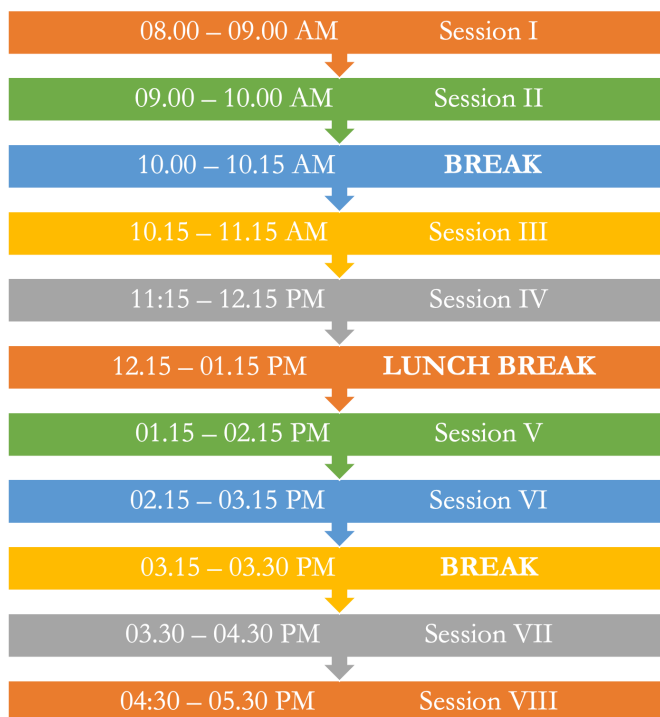 08.00 – 09.00 AM Session I
09.00 – 10.00 AM Session II
10.00 – 10.15 AM BREAK
10.15 – 11.15 AM Session III
11:15 – 12.15 PM Session IV
12.15 – 01.15 PM LUNCH BREAK
01.15 – 02.15 PM Session V
02.15 – 03.15 PM Session VI
03.15 – 03.30 PM BREAK
03.30 – 04.30 PM Session VII
04:30 – 05.30 PM Session VIII